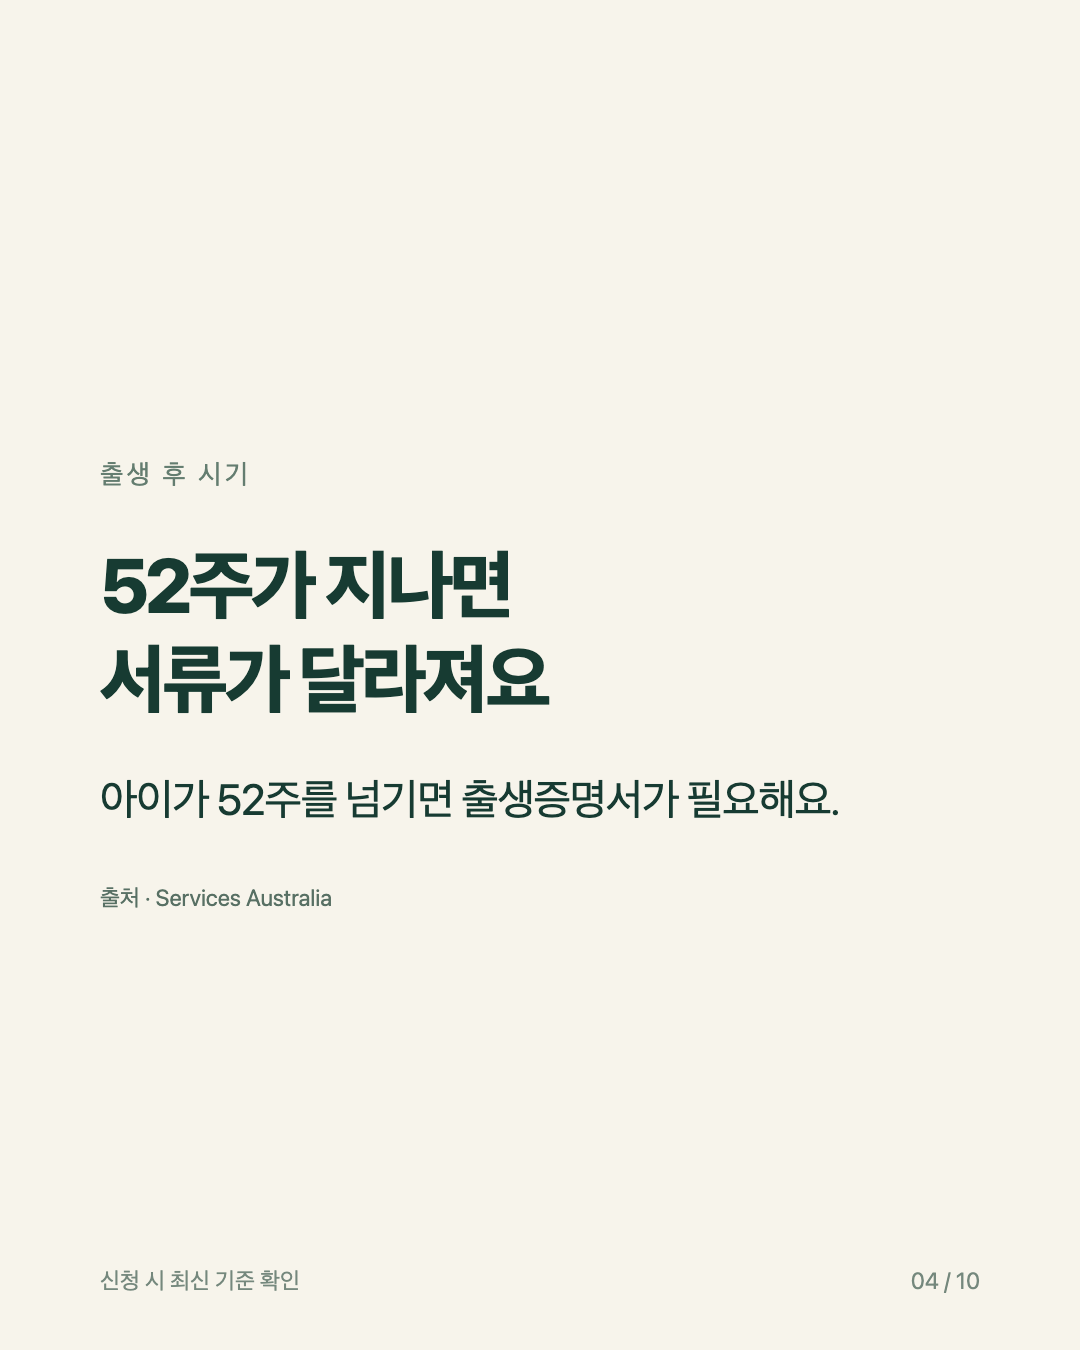 출생 후 시기
52주가 지나면
서류가 달라져요
아이가 52주를 넘기면 출생증명서가 필요해요.
출처 · Services Australia
신청 시 최신 기준 확인
04 / 10